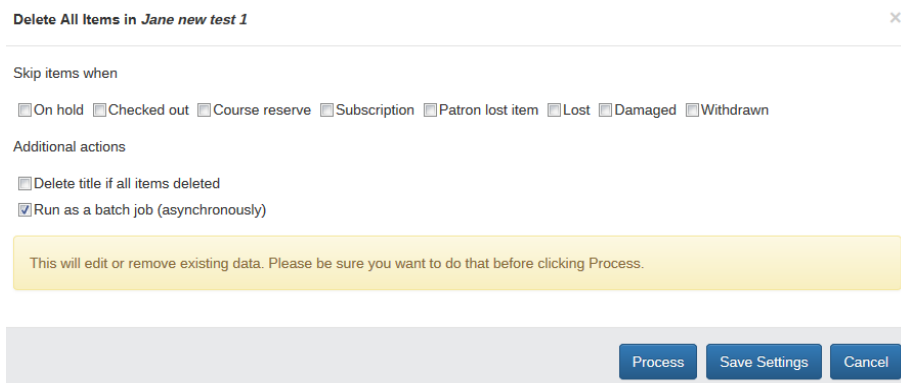 Delete All Items in Jane new test 1 ×
Skip items when
On hold Checked out Course reserve Subscription Patron lost item Lost Damaged Withdrawn
Additional actions
Delete title if all items deleted
Run as a batch job (asynchronously)
This will edit or remove existing data. Please be sure you want to do that before clicking Process.
Process Save Settings Cancel